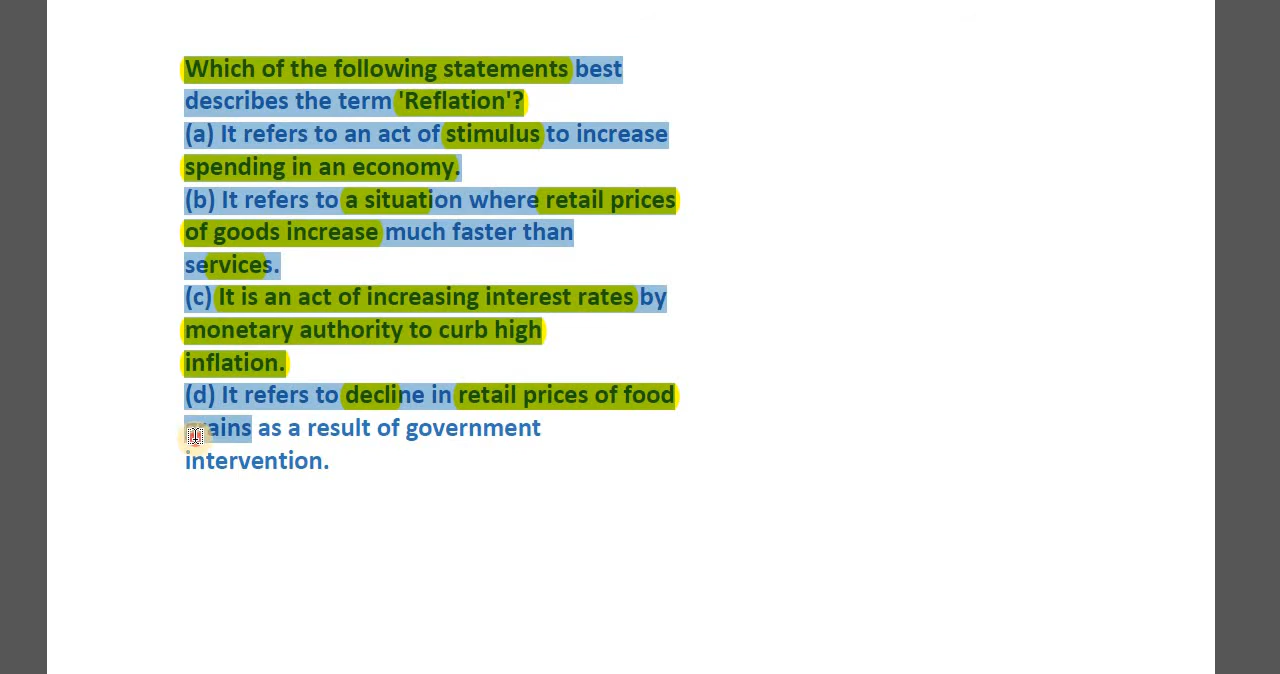 Which of the following statements best
describes the term 'Reflation'?
(a) It refers to an act of stimulus to increase
spending in an economy.
(b) It refers to a situation where retail prices
of goods increase much faster than
services.
(c) It is an act of increasing interest rates by
monetary authority to curb high
inflation.
(d) It refers to decline in retail prices of food
grains as a result of government
intervention.